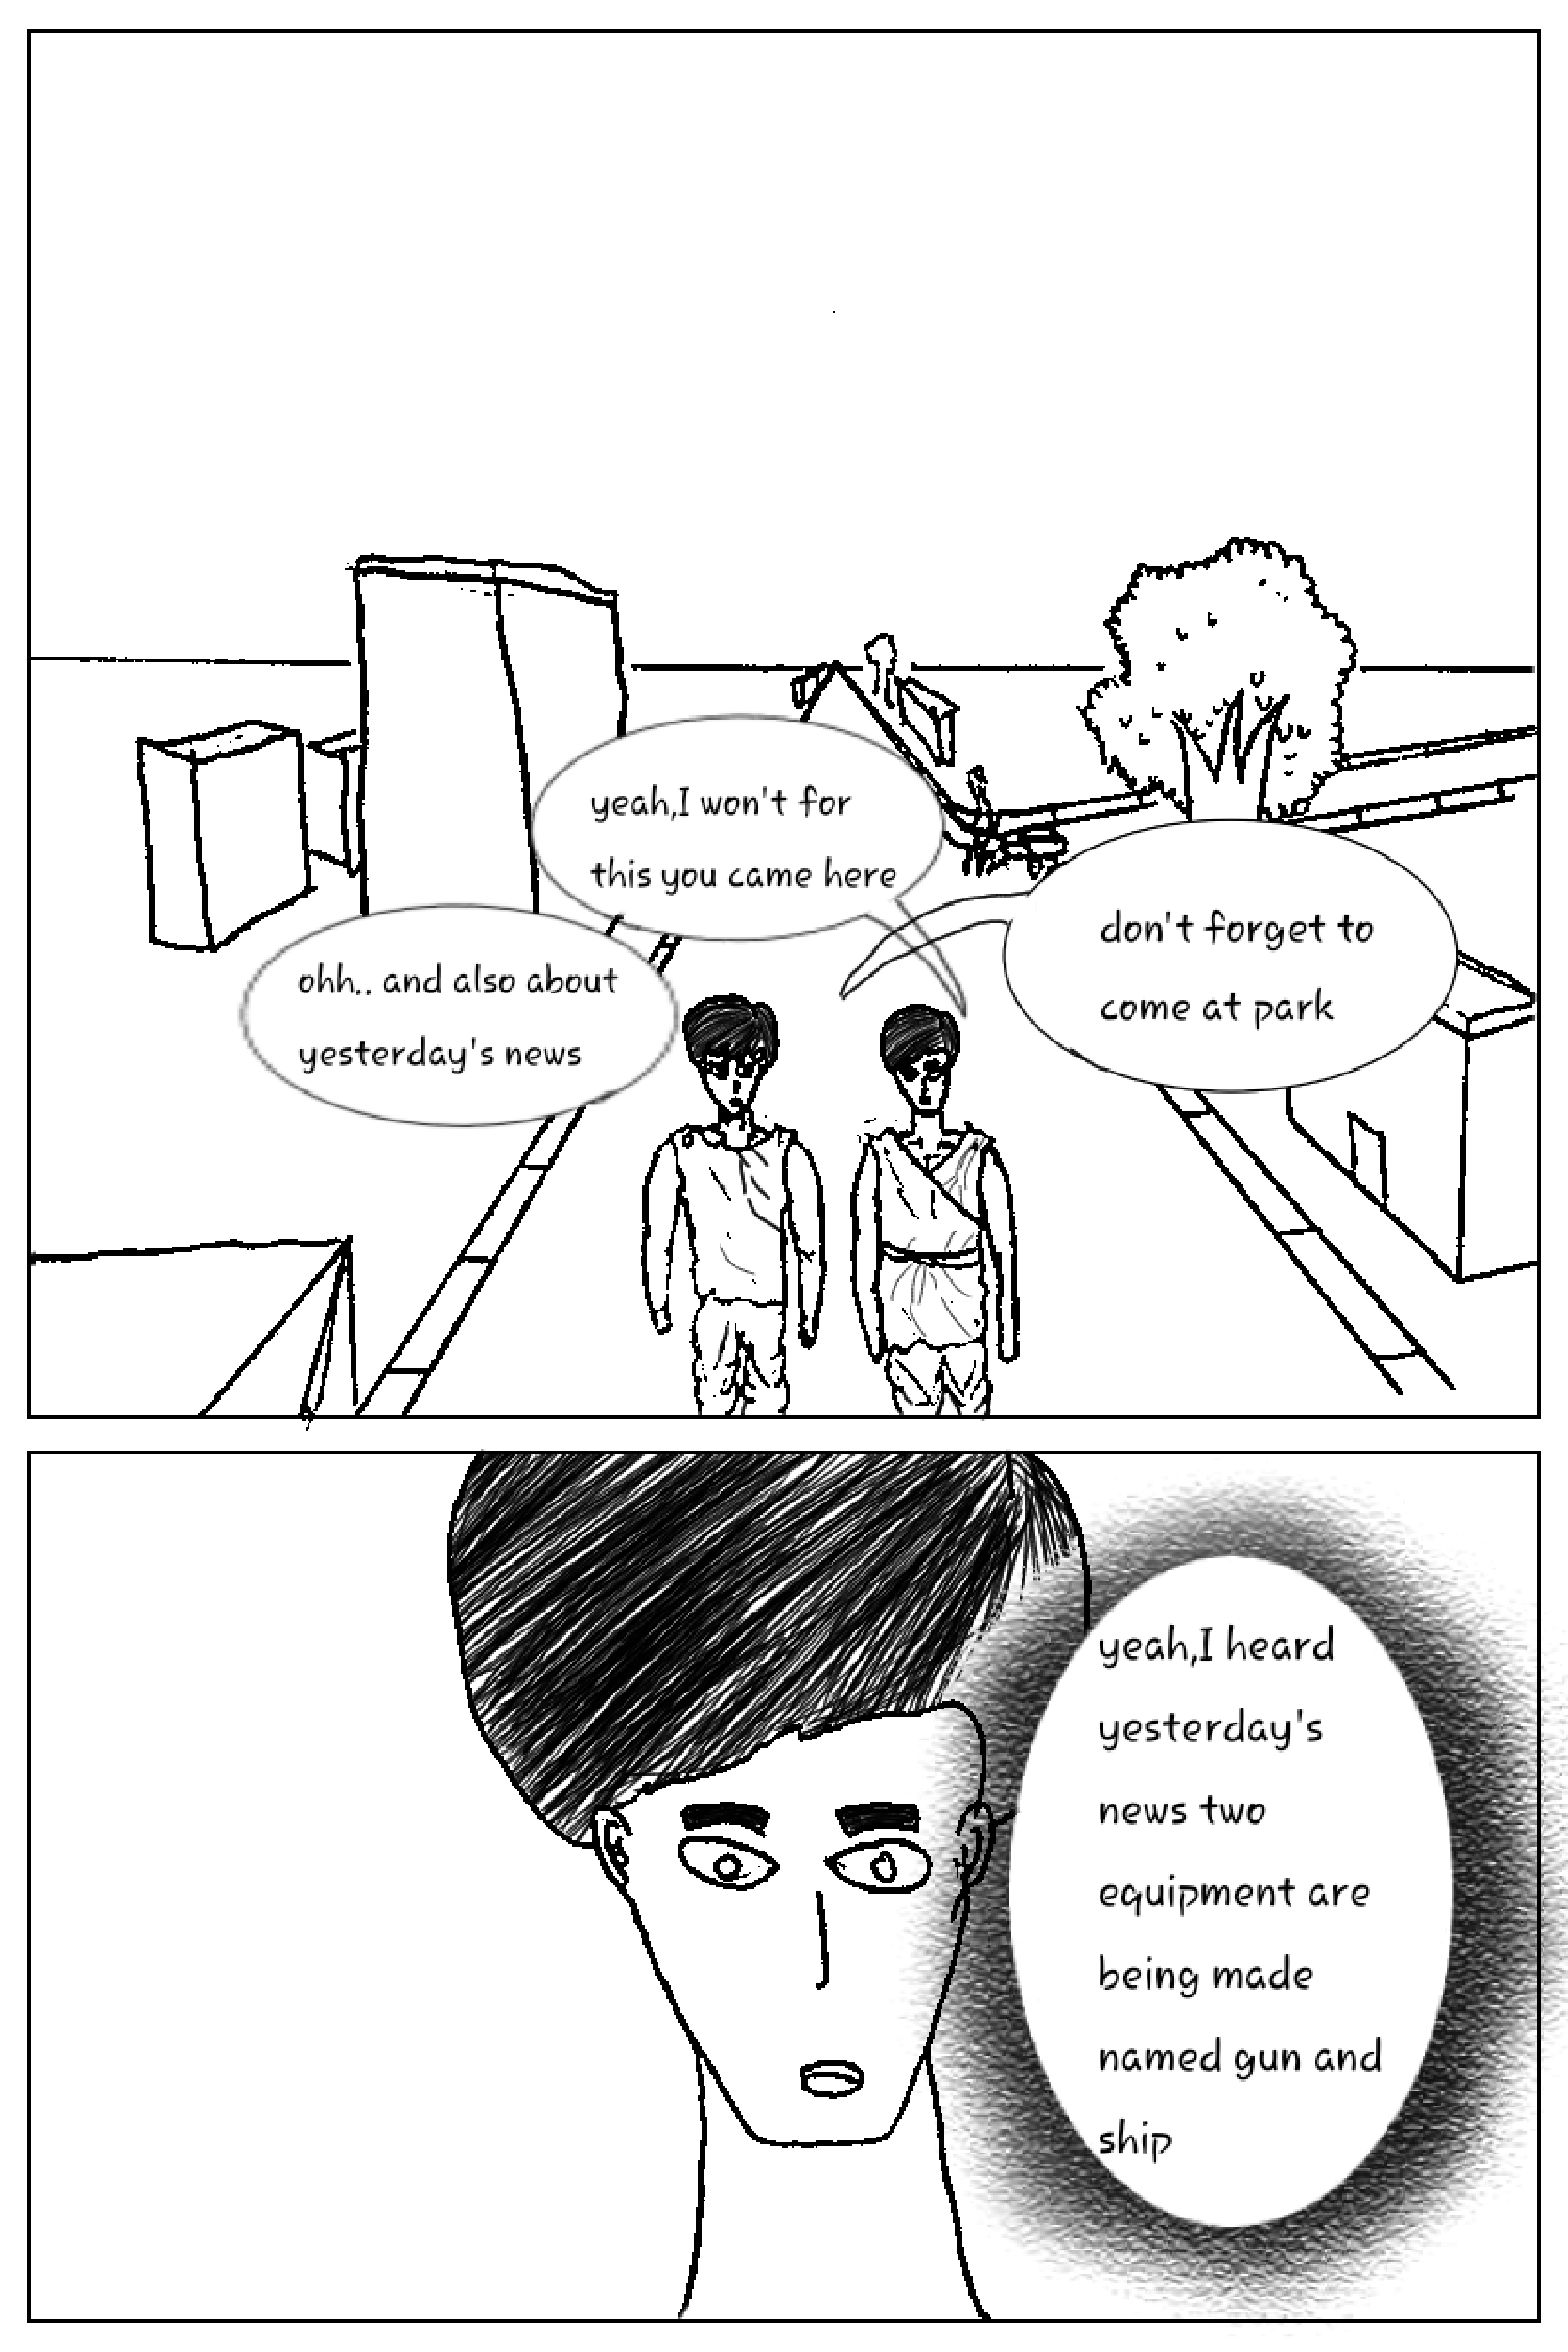 yeah,I won't for
this you came here
don't forget to
come at park
ohh.. and also about
yesterday's news
yeah,I heard
yesterday's
news two
equipment are
being made
named gun and
ship